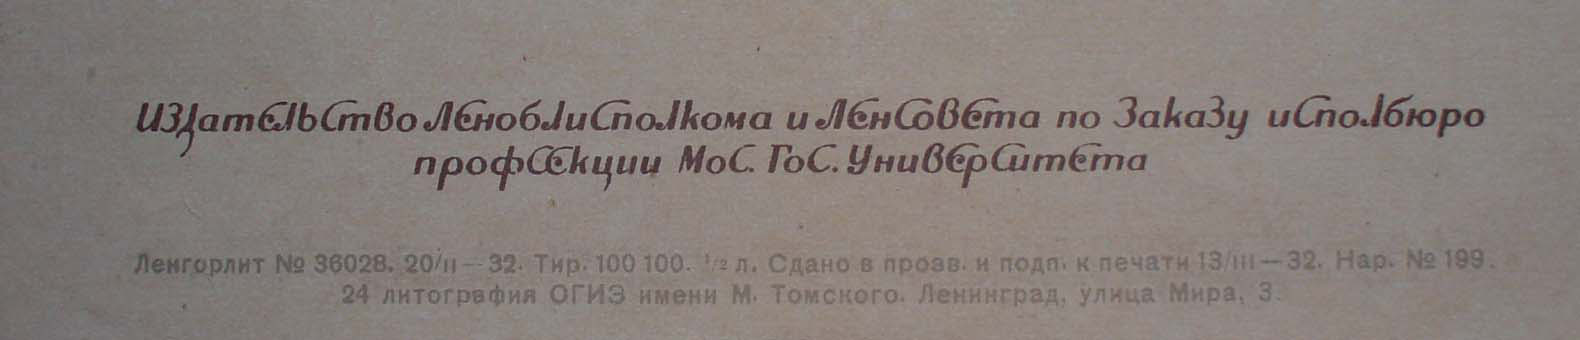 Издательство Леноблисполкома и Ленсовета по заказу исполбюро
профсекции Мос. Гос. Университета
Ленгорлит № 36028. 20/II—32. Тир. 100 100. ½ л. Сдано в прозв. и подп. к печати 13/III—32. Нар. № 199.
24 литография ОГИЭ имени М. Томского. Ленинград, улица Мира, 3.